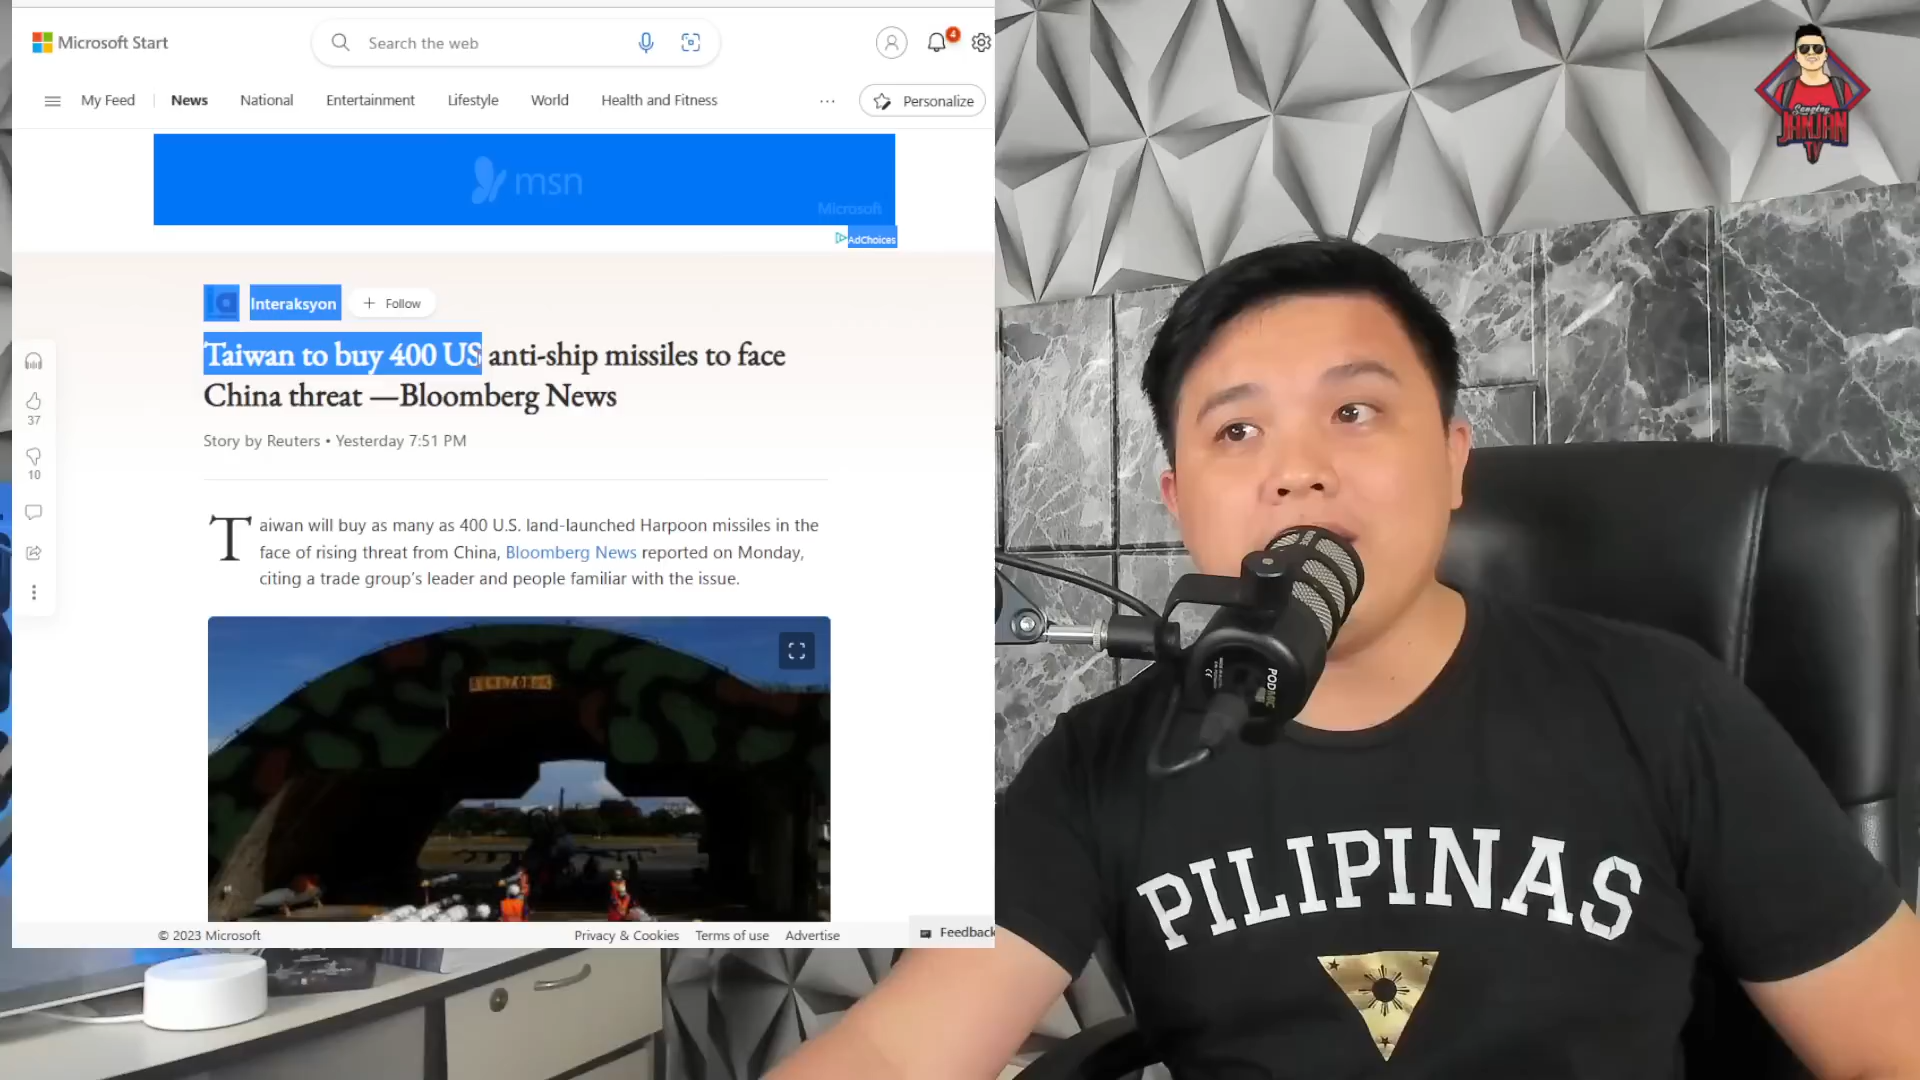 Microsoft Start
Search the web
4
My Feed
News
National
Entertainment
Lifestyle
World
Health and Fitness
...
Personalize
msn
Microsoft
AdChoices
Interaksyon
+ Follow
Taiwan to buy 400 US anti-ship missiles to face
China threat —Bloomberg News
Story by Reuters • Yesterday 7:51 PM
Taiwan will buy as many as 400 U.S. land-launched Harpoon missiles in the
face of rising threat from China, Bloomberg News reported on Monday,
citing a trade group's leader and people familiar with the issue.
37
10
© 2023 Microsoft
Privacy & Cookies
Terms of use
Advertise
Feedback
JANJAN
TV
PODMIC
PILIPINAS